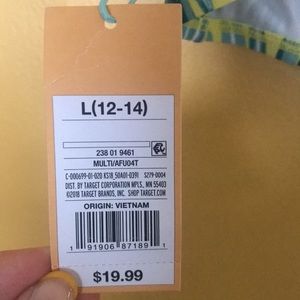 L(12-14)
238 01 9461
MULTI/AFU04T
C-000699-01-020 KS18_50A01-0391 S219-0004
DIST. BY TARGET CORPORATION MPLS., MN 55403
©2018 TARGET BRANDS, INC. SHOP TARGET.COM
ORIGIN: VIETNAM
1 91906 87189 1
$19.99